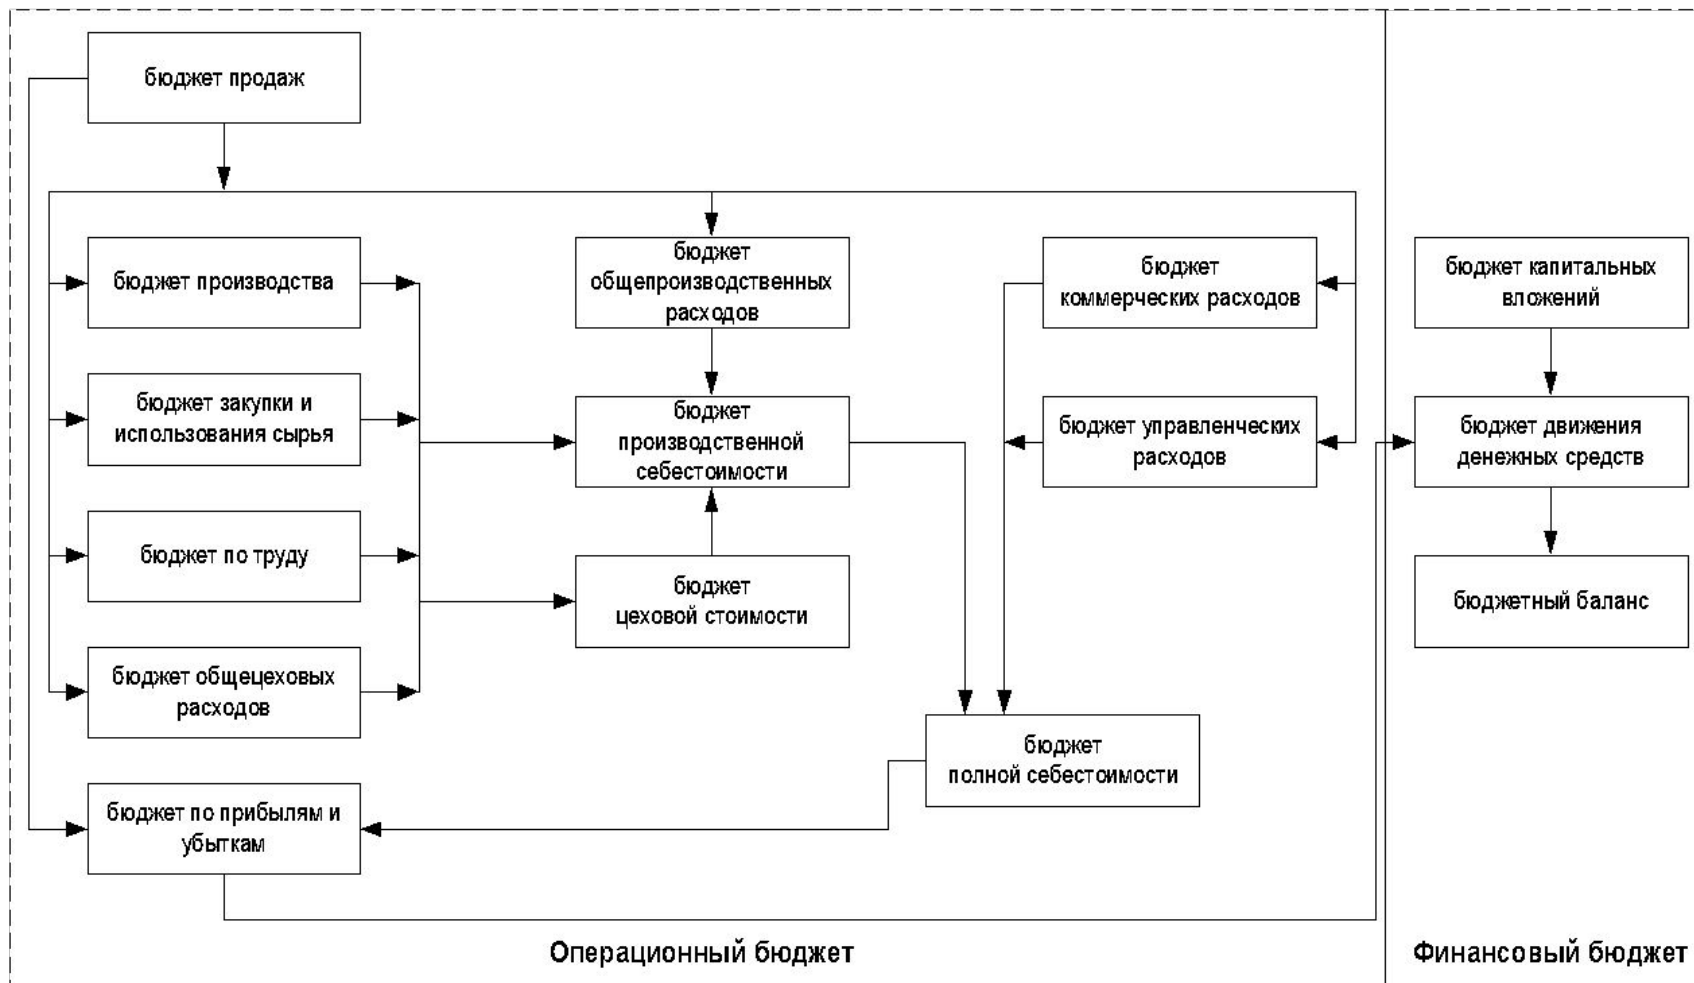 бюджет продаж
бюджет производства
бюджет
общепроизводственных
расходов
бюджет
коммерческих расходов
бюджет капитальных
вложений
бюджет закупки и
использования сырья
бюджет
производственной
себестоимости
бюджет управленческих
расходов
бюджет движения
денежных средств
бюджет по труду
бюджет
цеховой стоимости
бюджетный баланс
бюджет общецеховых
расходов
бюджет
полной себестоимости
бюджет по прибылям и
убыткам
Операционный бюджет
Финансовый бюджет